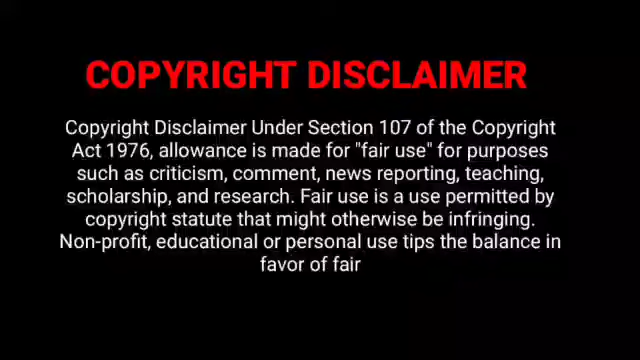 COPYRIGHT DISCLAIMER
Copyright Disclaimer Under Section 107 of the Copyright
Act 1976, allowance is made for "fair use" for purposes
such as criticism, comment, news reporting, teaching,
scholarship, and research. Fair use is a use permitted by
copyright statute that might otherwise be infringing.
Non-profit, educational or personal use tips the balance in
favor of fair